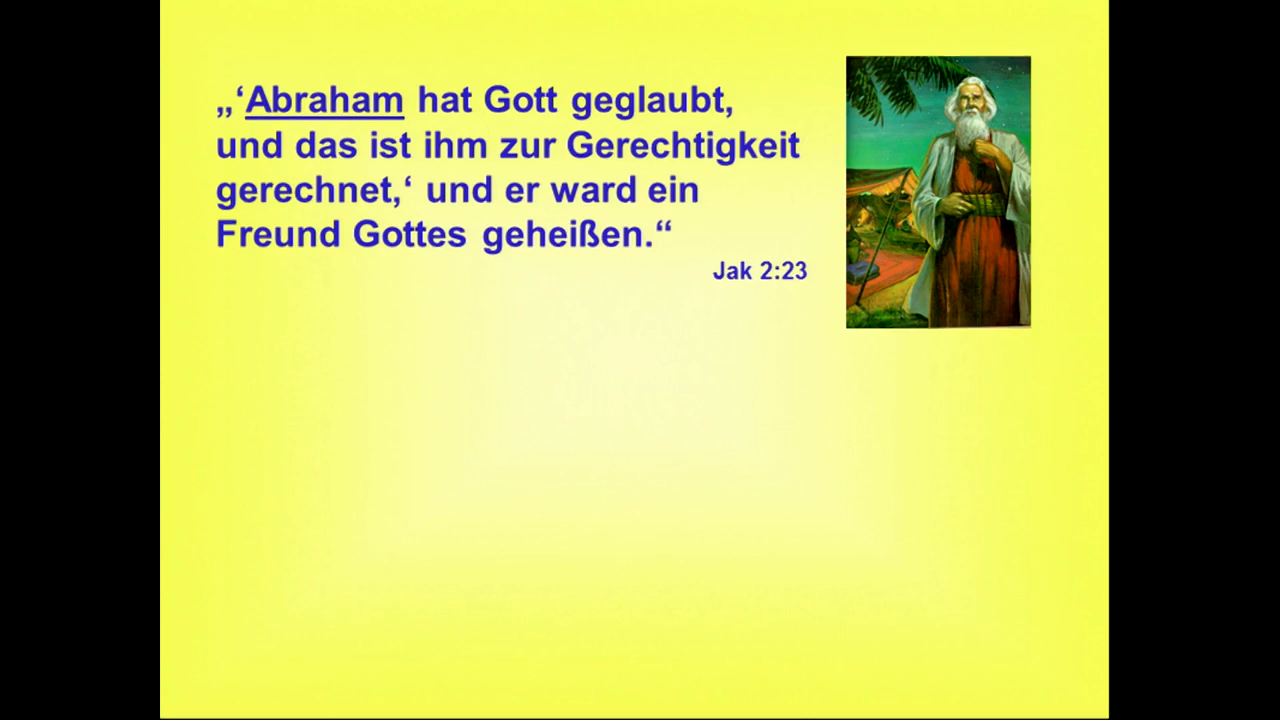 „‘Abraham hat Gott geglaubt,
und das ist ihm zur Gerechtigkeit
gerechnet,‘ und er ward ein
Freund Gottes geheißen.“
Jak 2:23